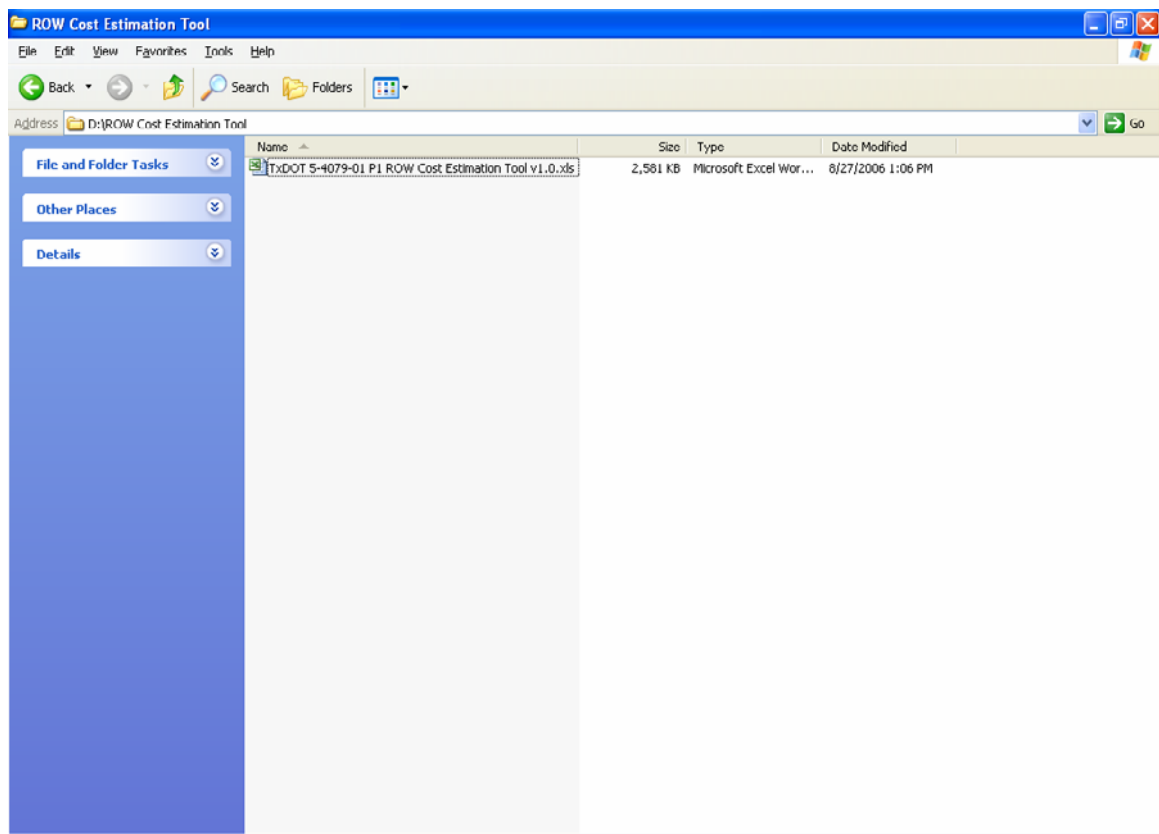 ROW Cost Estimation Tool
File Edit View Favorites Tools Help
Back Search Folders
Address D:\ROW Cost Estimation Tool Go
Name Size Type Date Modified
File and Folder Tasks
TxDOT 5-4079-01 P1 ROW Cost Estimation Tool v1.0.xls 2,581 KB Microsoft Excel Wor... 8/27/2006 1:06 PM
Other Places
Details